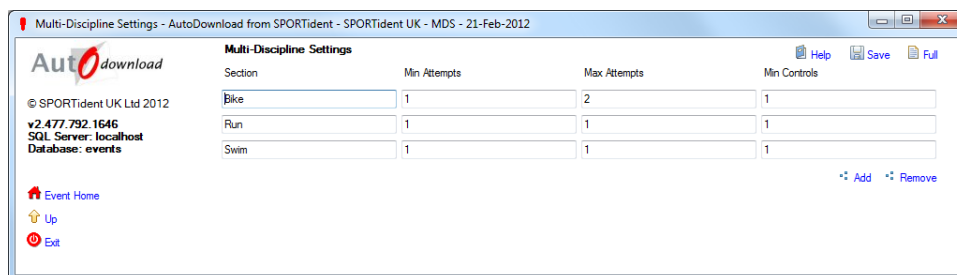 Multi-Discipline Settings - AutoDownload from SPORTident - SPORTident UK - MDS - 21-Feb-2012
Auto download
Multi-Discipline Settings
Help Save Full
Section Min Attempts Max Attempts Min Controls
Bike 1 2 1
Run 1 1 1
Swim 1 1 1
Add Remove
© SPORTident UK Ltd 2012
v2.477.792.1646
SQL Server: localhost
Database: events
Event Home
Up
Exit